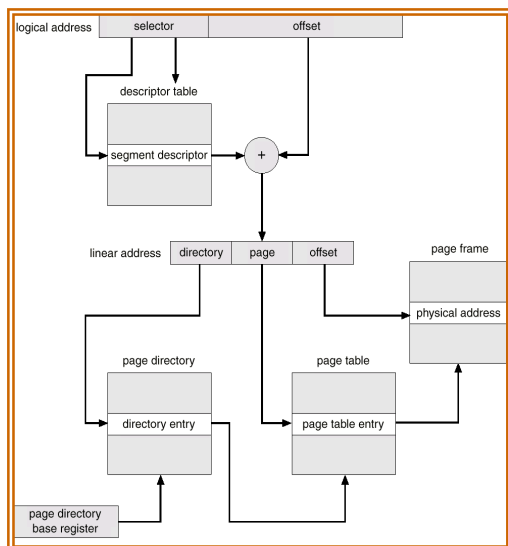 logical address
selector
offset
descriptor table
segment descriptor
+
linear address
directory
page
offset
page frame
physical address
page directory
page table
directory entry
page table entry
page directory
base register